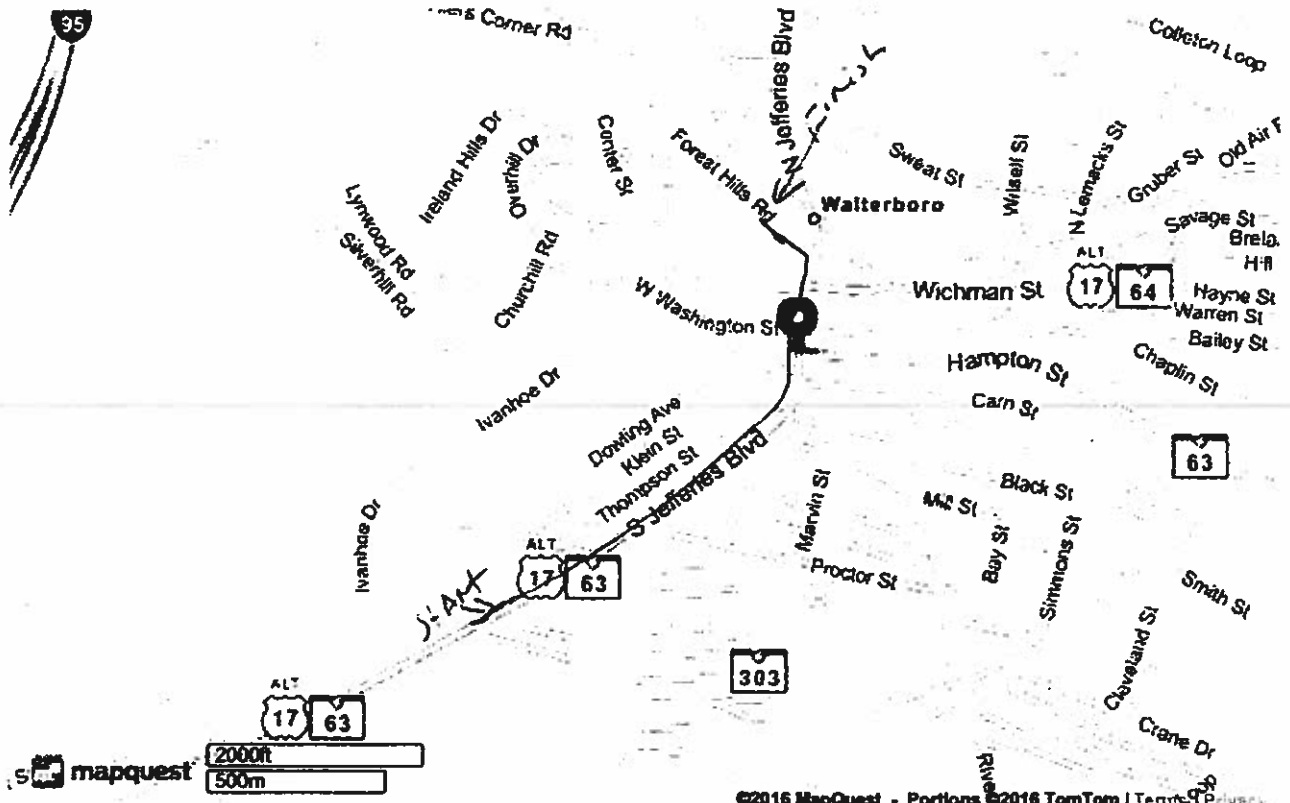 95
Corner Rd
N Jefferies Blvd
Finish
Colleton Loop
Ireland Hills Dr
Overhill Dr
Conter St
Forest Hills Rd
Sweat St
Witsell St
N Lemacks St
Gruber St
Old Air
Lynwood Rd
Silverhill Rd
Churchill Rd
Walterboro
Savage St
Brela
Hill
W Washington St
Wichman St
ALT
17
64
Hayne St
Warren St
Bailey St
Hampton St
Chaplin St
Carn St
Ivanhoe Dr
Dowling Ave
Klein St
Thompson St
S Jefferies Blvd
63
Ivanhoe Dr
Marvin St
Mill St
Black St
Bay St
Simmons St
Proctor St
ALT
17
63
Start
Smith St
Cleveland St
303
ALT
17
63
Crane Dr
mapquest
2000ft
500m
©2016 MapQuest - Portions ©2016 TomTom |